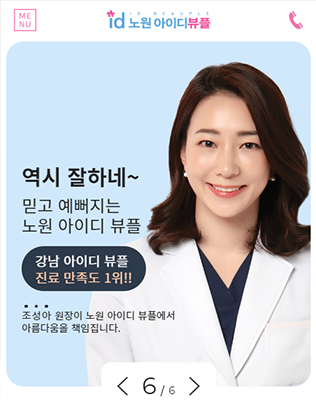 ME
NU
id BEAUPLE
id 노원 아이디뷰플
역시 잘하네~
믿고 예뻐지는
노원 아이디 뷰플
강남 아이디 뷰플
진료 만족도 1위!!
조성아 원장이 노원 아이디 뷰플에서
아름다움을 책임집니다.
6 / 6